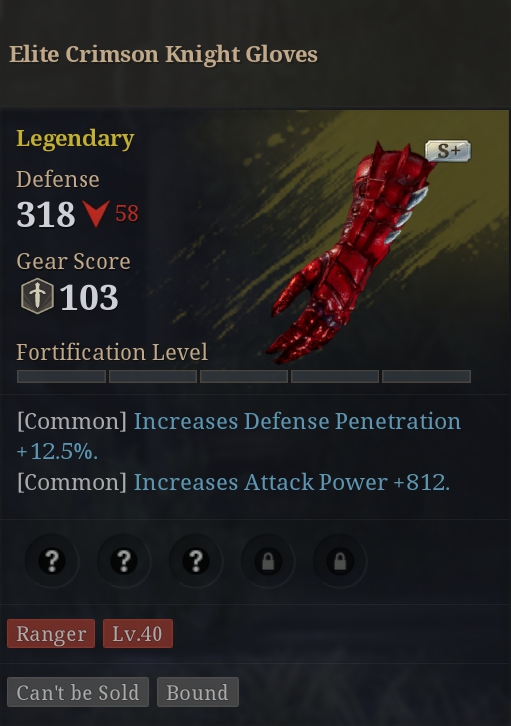 Elite Crimson Knight Gloves
Legendary
S+
Defense
318 58
Gear Score
103
Fortification Level
[Common] Increases Defense Penetration
+12.5%.
[Common] Increases Attack Power +812.
? ? ?
Ranger Lv.40
Can't be Sold Bound